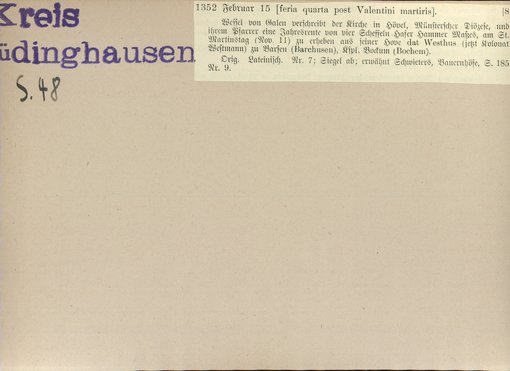 Kreis
üdinghausen
S. 48
1352 Februar 15 [feria quarta post Valentini martiris]. [8
Wessel von Galen verschreibt der Kirche in Hövel, Münsterischer Diözese, und
ihrem Pfarrer eine Jahresrente von vier Scheffeln Hafer Hammer Maßes, am St.
Martinstag (Nov. 11) zu erheben aus seiner Hove dat Westhus (jetzt Kolonat
Westmann) zu Barsen (Barchusen), Kspl. Bockum (Bochem).
Orig. Lateinisch. Nr. 7; Siegel ab; erwähnt Schwieters, Bauernhöfe, S. 185
Nr. 9.